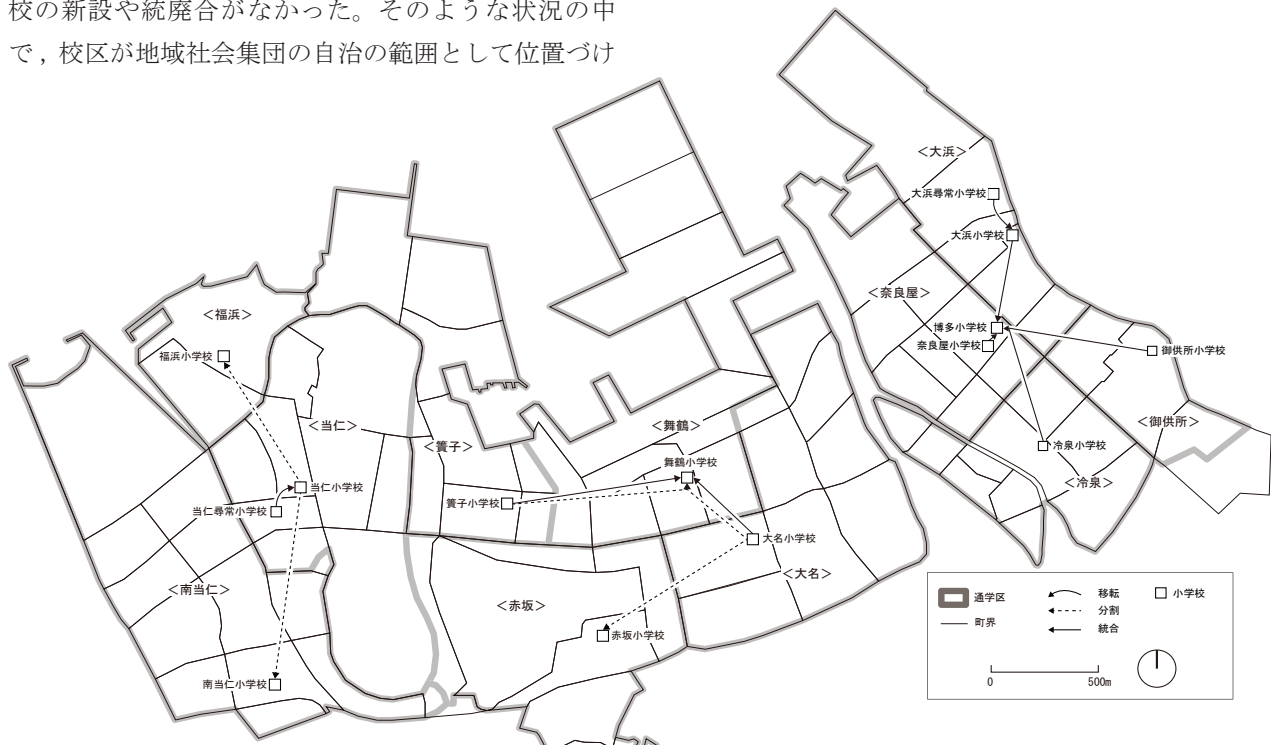 校の新設や統廃合がなかった。そのような状況の中
で，校区が地域社会集団の自治の範囲として位置づけ
＜大浜＞
大浜尋常小学校
大浜小学校
＜奈良屋＞
博多小学校
奈良屋小学校
御供所小学校
＜御供所＞
冷泉小学校
＜冷泉＞
＜福浜＞
福浜小学校
＜当仁＞
＜簀子＞
＜舞鶴＞
舞鶴小学校
当仁小学校
簀子小学校
当仁尋常小学校
大名小学校
＜大名＞
＜南当仁＞
＜赤坂＞
赤坂小学校
南当仁小学校
通学区
町界
移転
分割
統合
小学校
0
500m